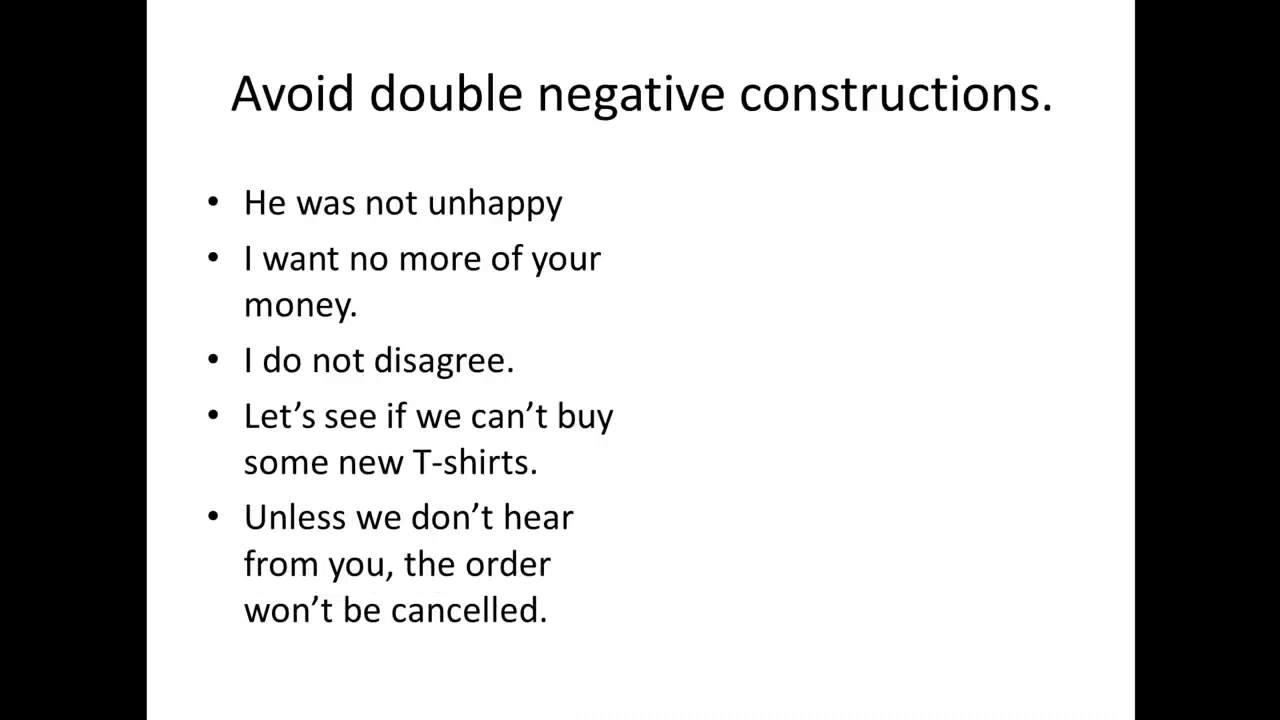 Avoid double negative constructions.
• He was not unhappy
• I want no more of your
money.
• I do not disagree.
• Let’s see if we can’t buy
some new T-shirts.
• Unless we don’t hear
from you, the order
won’t be cancelled.